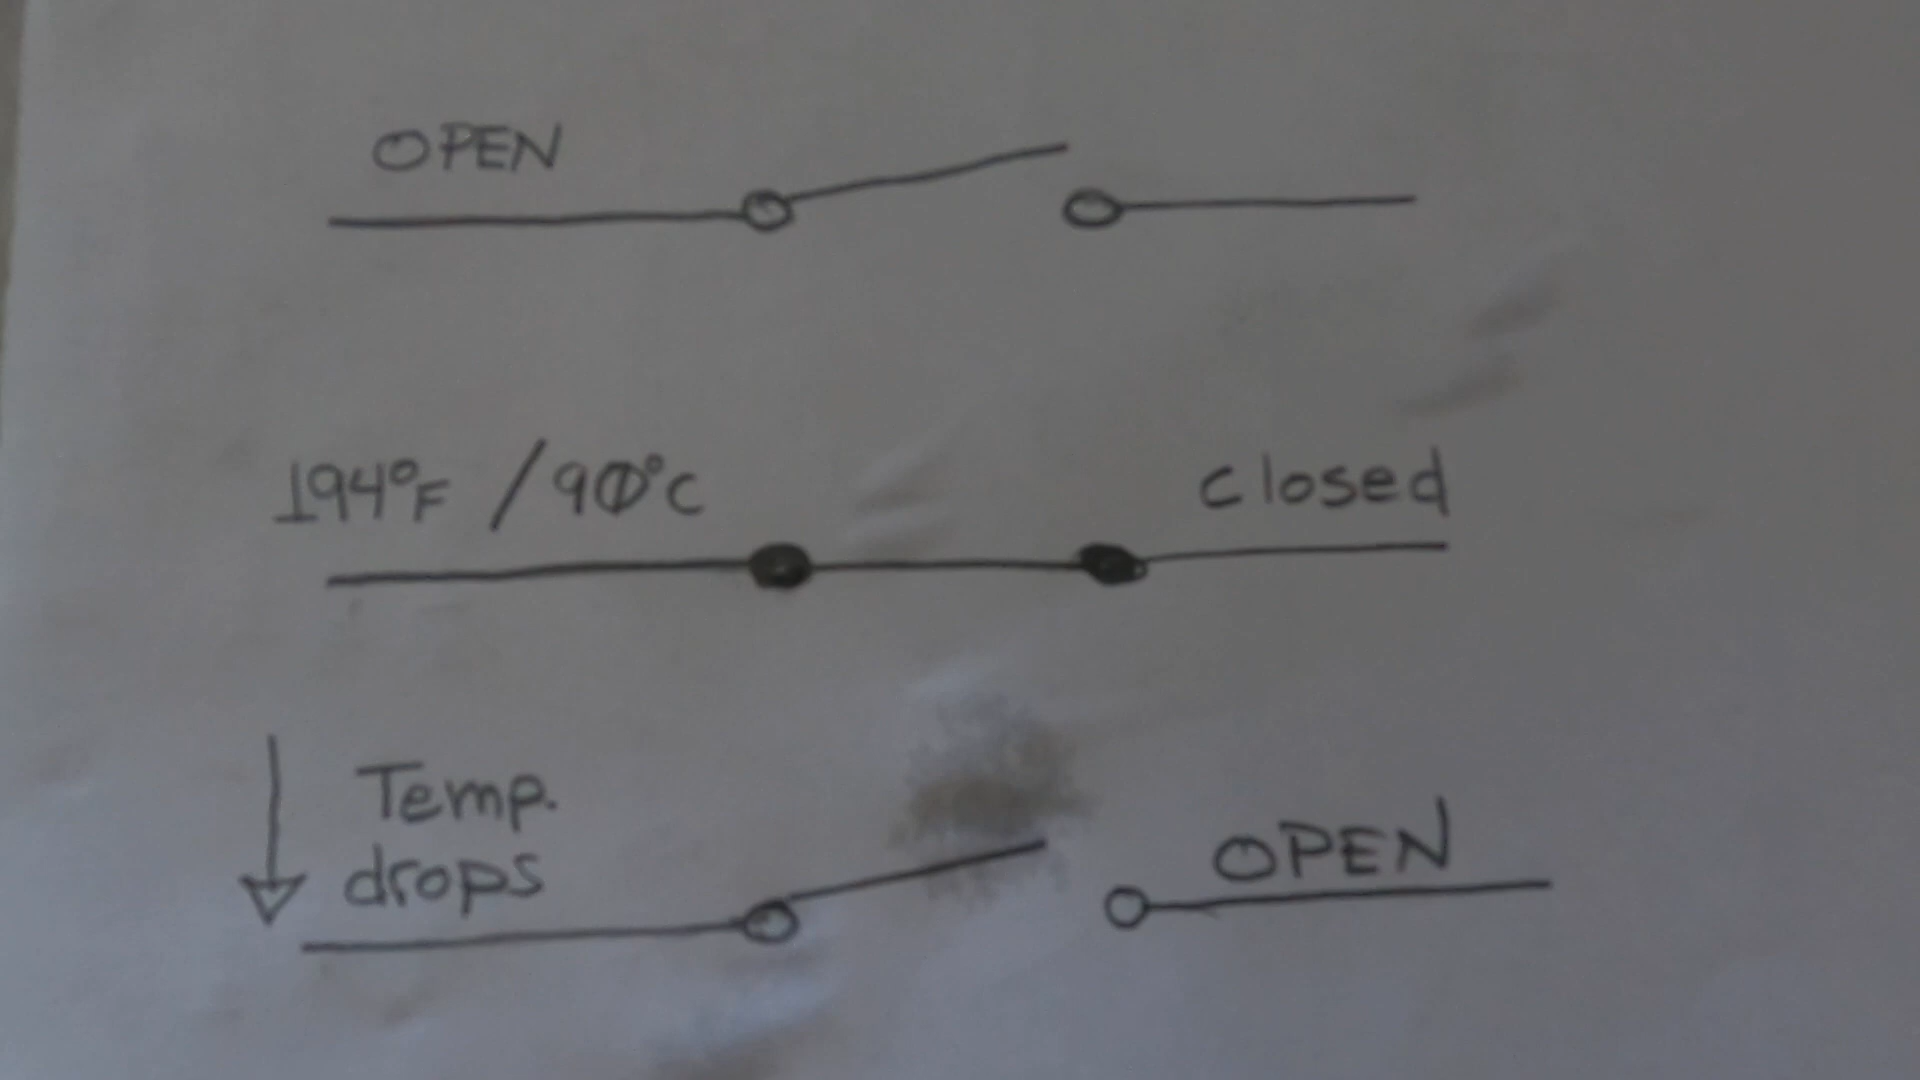 OPEN
194°F / 90°C
closed
Temp.
drops
OPEN